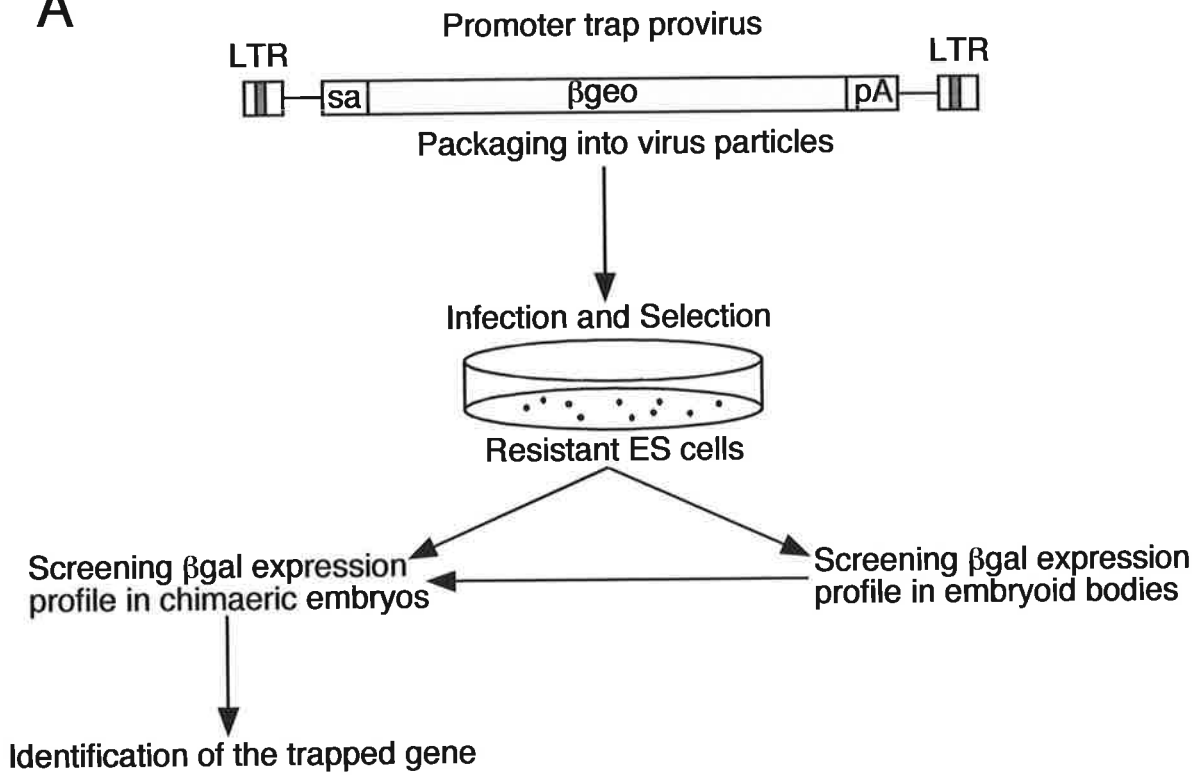 A
Promoter trap provirus
LTR
LTR
sa
βgeo
pA
Packaging into virus particles
Infection and Selection
Resistant ES cells
Screening βgal expression
profile in chimaeric embryos
Screening βgal expression
profile in embryoid bodies
Identification of the trapped gene